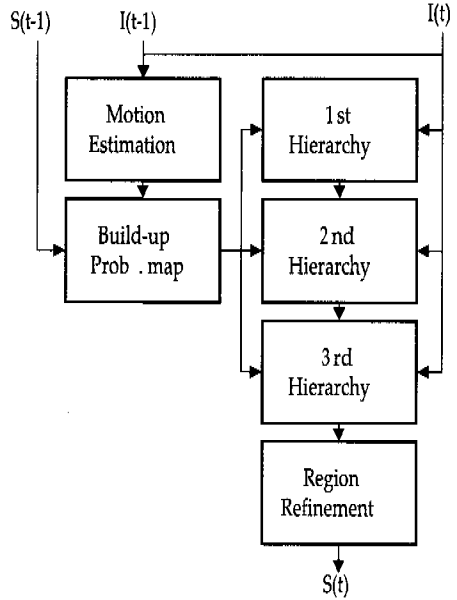 S(t-1)
I(t-1)
I(t)
Motion
Estimation
1st
Hierarchy
Build-up
Prob . map
2nd
Hierarchy
3rd
Hierarchy
Region
Refinement
S(t)